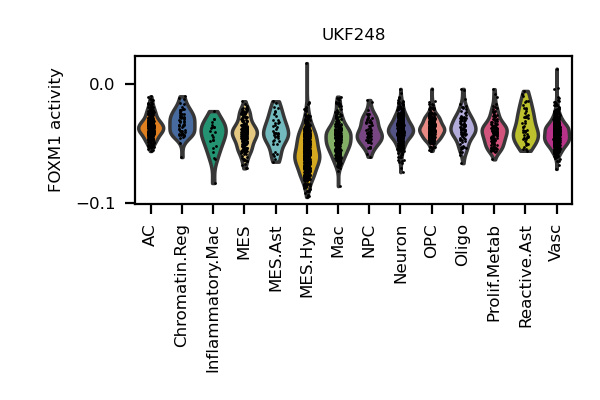 UKF248
FOXM1 activity
0.0
−0.1
AC
Chromatin.Reg
Inflammatory.Mac
MES
MES.Ast
MES.Hyp
Mac
NPC
Neuron
OPC
Oligo
Prolif.Metab
Reactive.Ast
Vasc